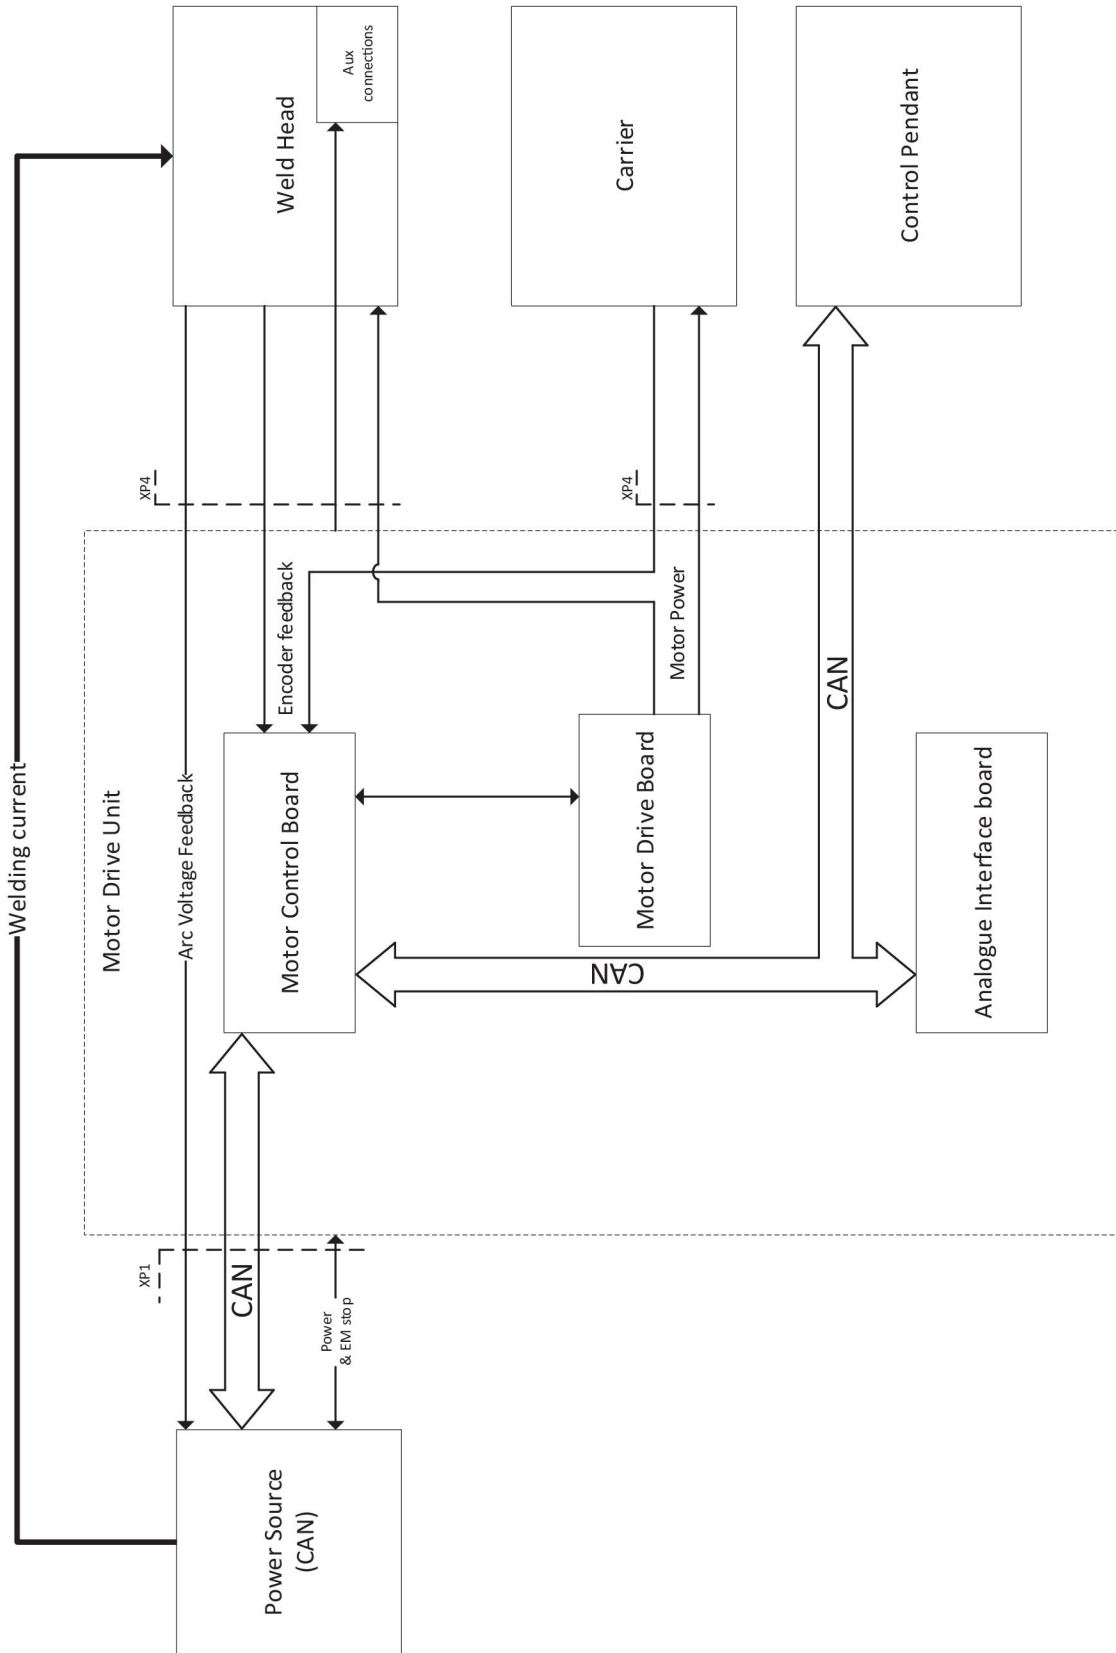 Welding current
Motor Drive Unit
Arc Voltage Feedback
Power Source
(CAN)
XP1
CAN
Power
& EM stop
Motor Control Board
Encoder feedback
XP4
Weld Head
Aux
connections
CAN
Motor Drive Board
Motor Power
XP4
Carrier
Analogue Interface board
CAN
Control Pendant